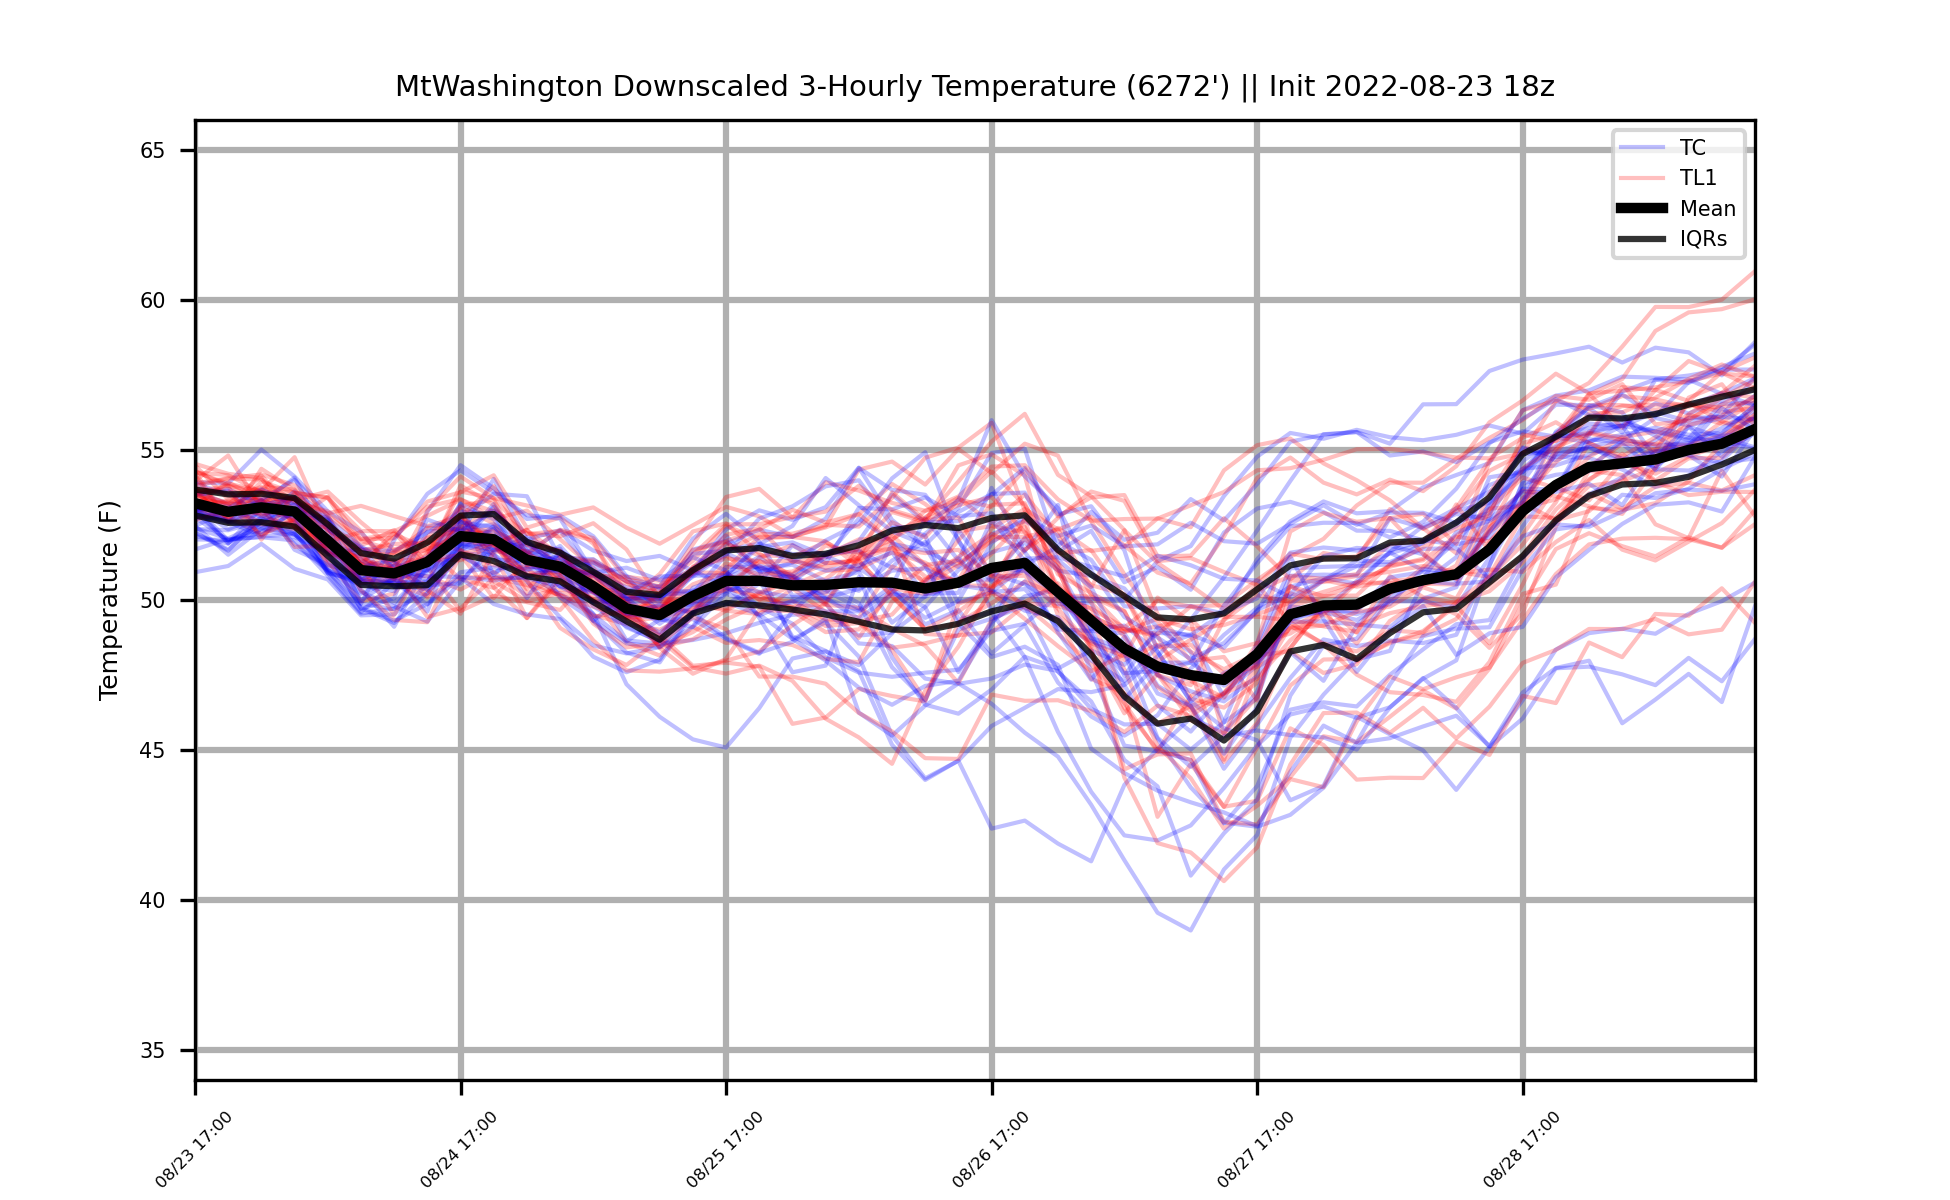 MtWashington Downscaled 3-Hourly Temperature (6272') || Init 2022-08-23 18z
TC
TL1
Mean
IQRs
Temperature (F)
65
60
55
50
45
40
35
08/23 17:00
08/24 17:00
08/25 17:00
08/26 17:00
08/27 17:00
08/28 17:00